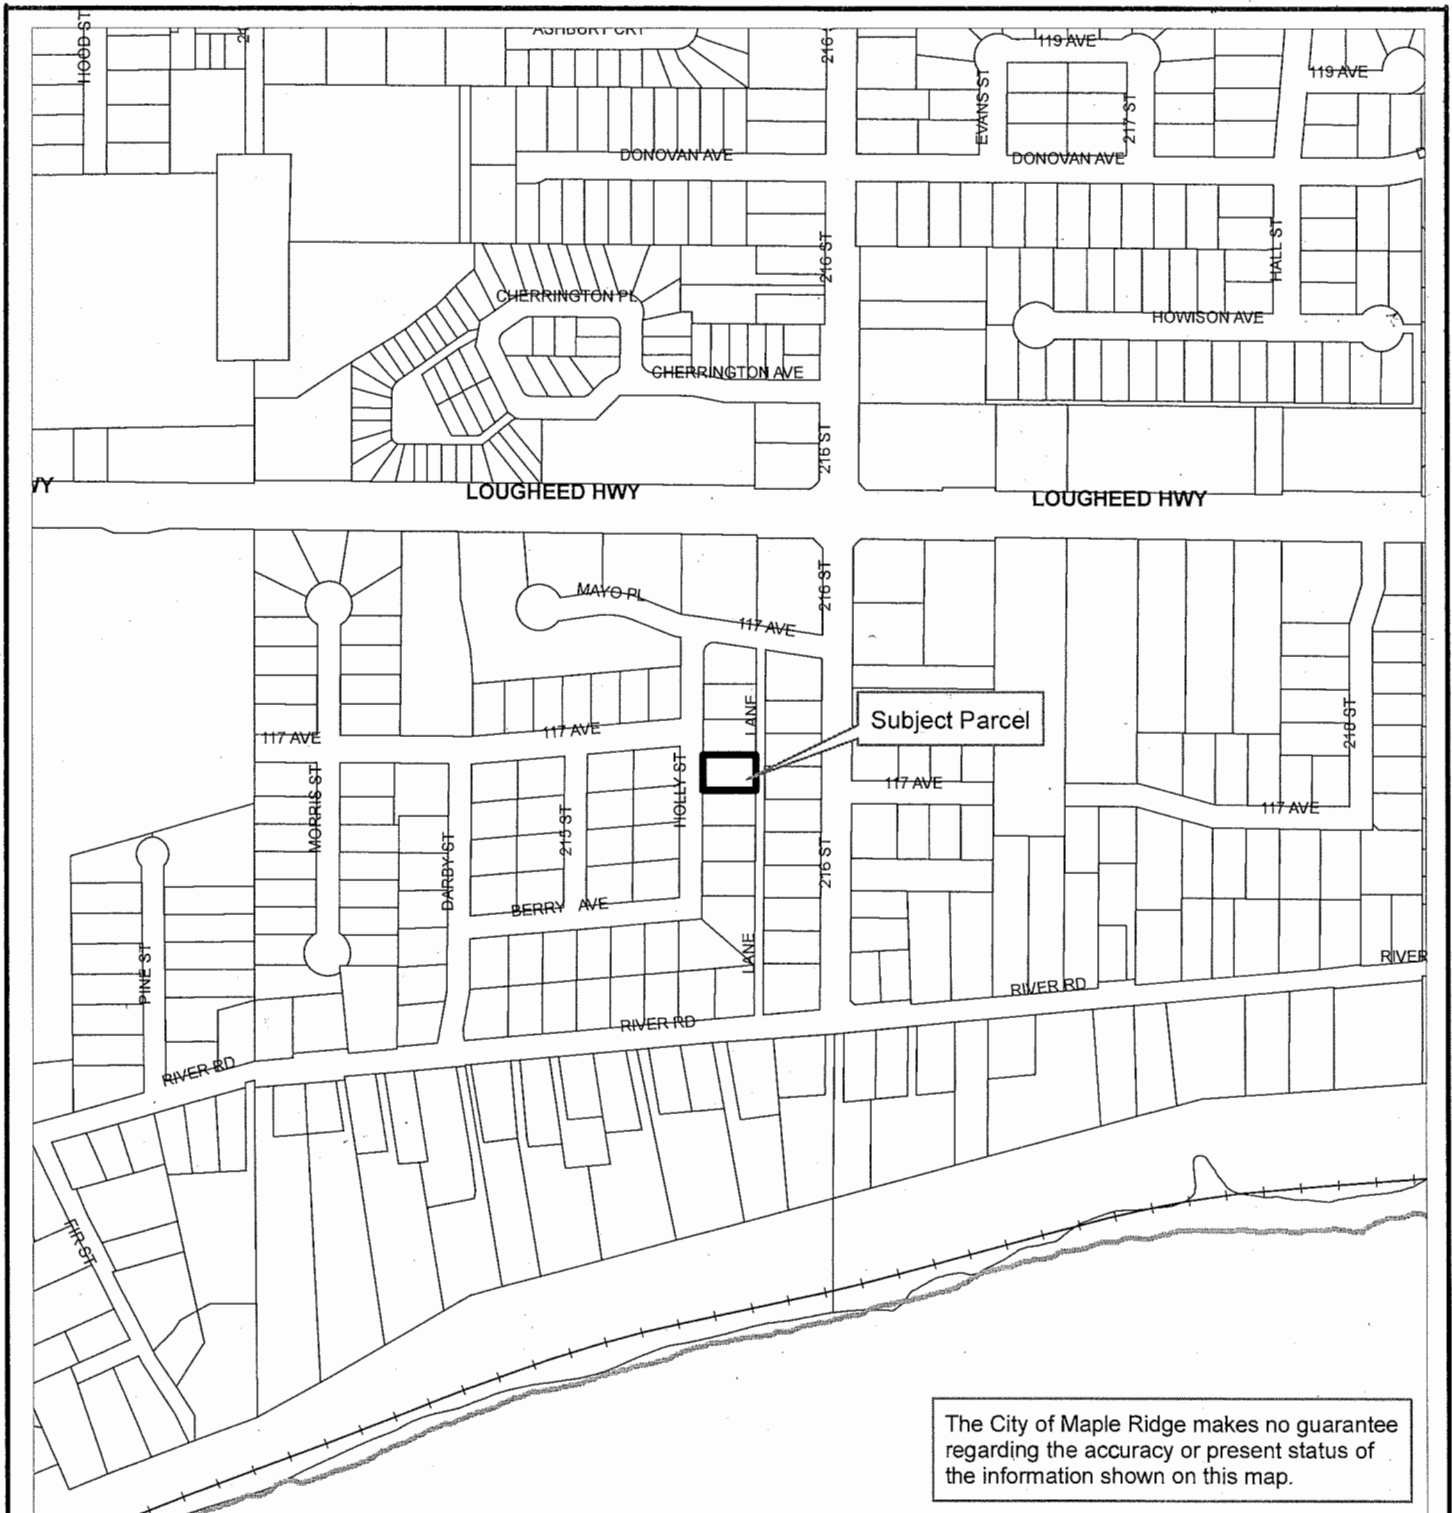 HOOD ST
ASHBURY CRT
216
119 AVE
119 AVE
EVANS ST
217 ST
DONOVAN AVE
DONOVAN AVE
216 ST
HALL ST
CHERRINGTON PL
HOWISON AVE
CHERRINGTON AVE
216 ST
LOUGHEED HWY
LOUGHEED HWY
MAYO PL
216 ST
117 AVE
LANE
Subject Parcel
218 ST
117 AVE
117 AVE
HOLLY ST
117 AVE
117 AVE
MORRIS ST
215 ST
DARBY ST
216 ST
BERRY AVE
LANE
PINE ST
RIVER
RIVER RD
RIVER RD
RIVER RD
FIR ST
The City of Maple Ridge makes no guarantee
regarding the accuracy or present status of
the information shown on this map.